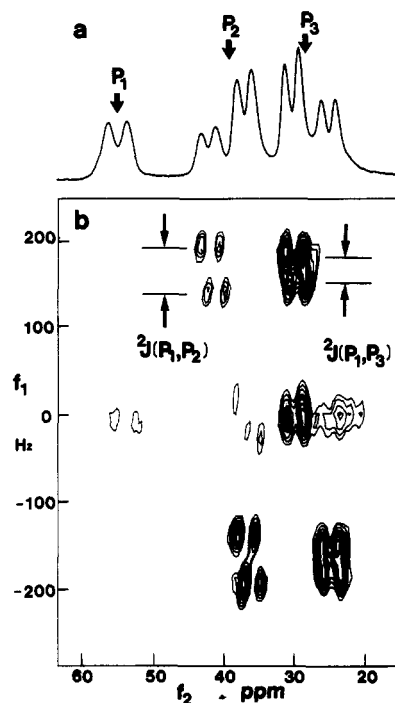 a
P₁
P₂
P₃
b
200
100
0
-100
-200
f₁
Hz
²J(P₁,P₂)
²J(P₁,P₃)
60
50
40
30
20
f₂
ppm